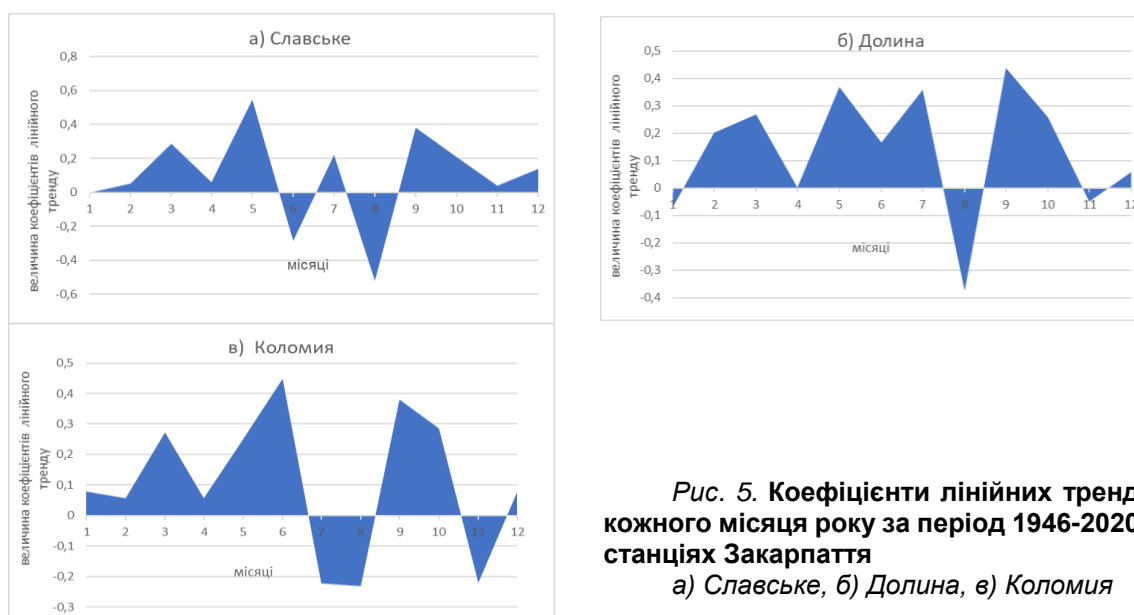 а) Славське
0,8
0,6
0,4
0,2
0
-0,2
-0,4
-0,6
1 2 3 4 5 6 7 8 9 10 11 12
місяці
величина коефіцієнтів лінійного
тренду
б) Долина
0,5
0,4
0,3
0,2
0,1
0
-0,1
-0,2
-0,3
-0,4
1 2 3 4 5 6 7 8 9 10 11 12
місяці
величина коефіцієнтів лінійного
тренду
в) Коломия
0,5
0,4
0,3
0,2
0,1
0
-0,1
-0,2
-0,3
1 2 3 4 5 6 7 8 9 10 11 12
місяці
величина коефіцієнтів лінійного
тренду
Рис. 5. Коефіцієнти лінійних тренд
кожного місяця року за період 1946-2020
станціях Закарпаття
а) Славське, б) Долина, в) Коломия